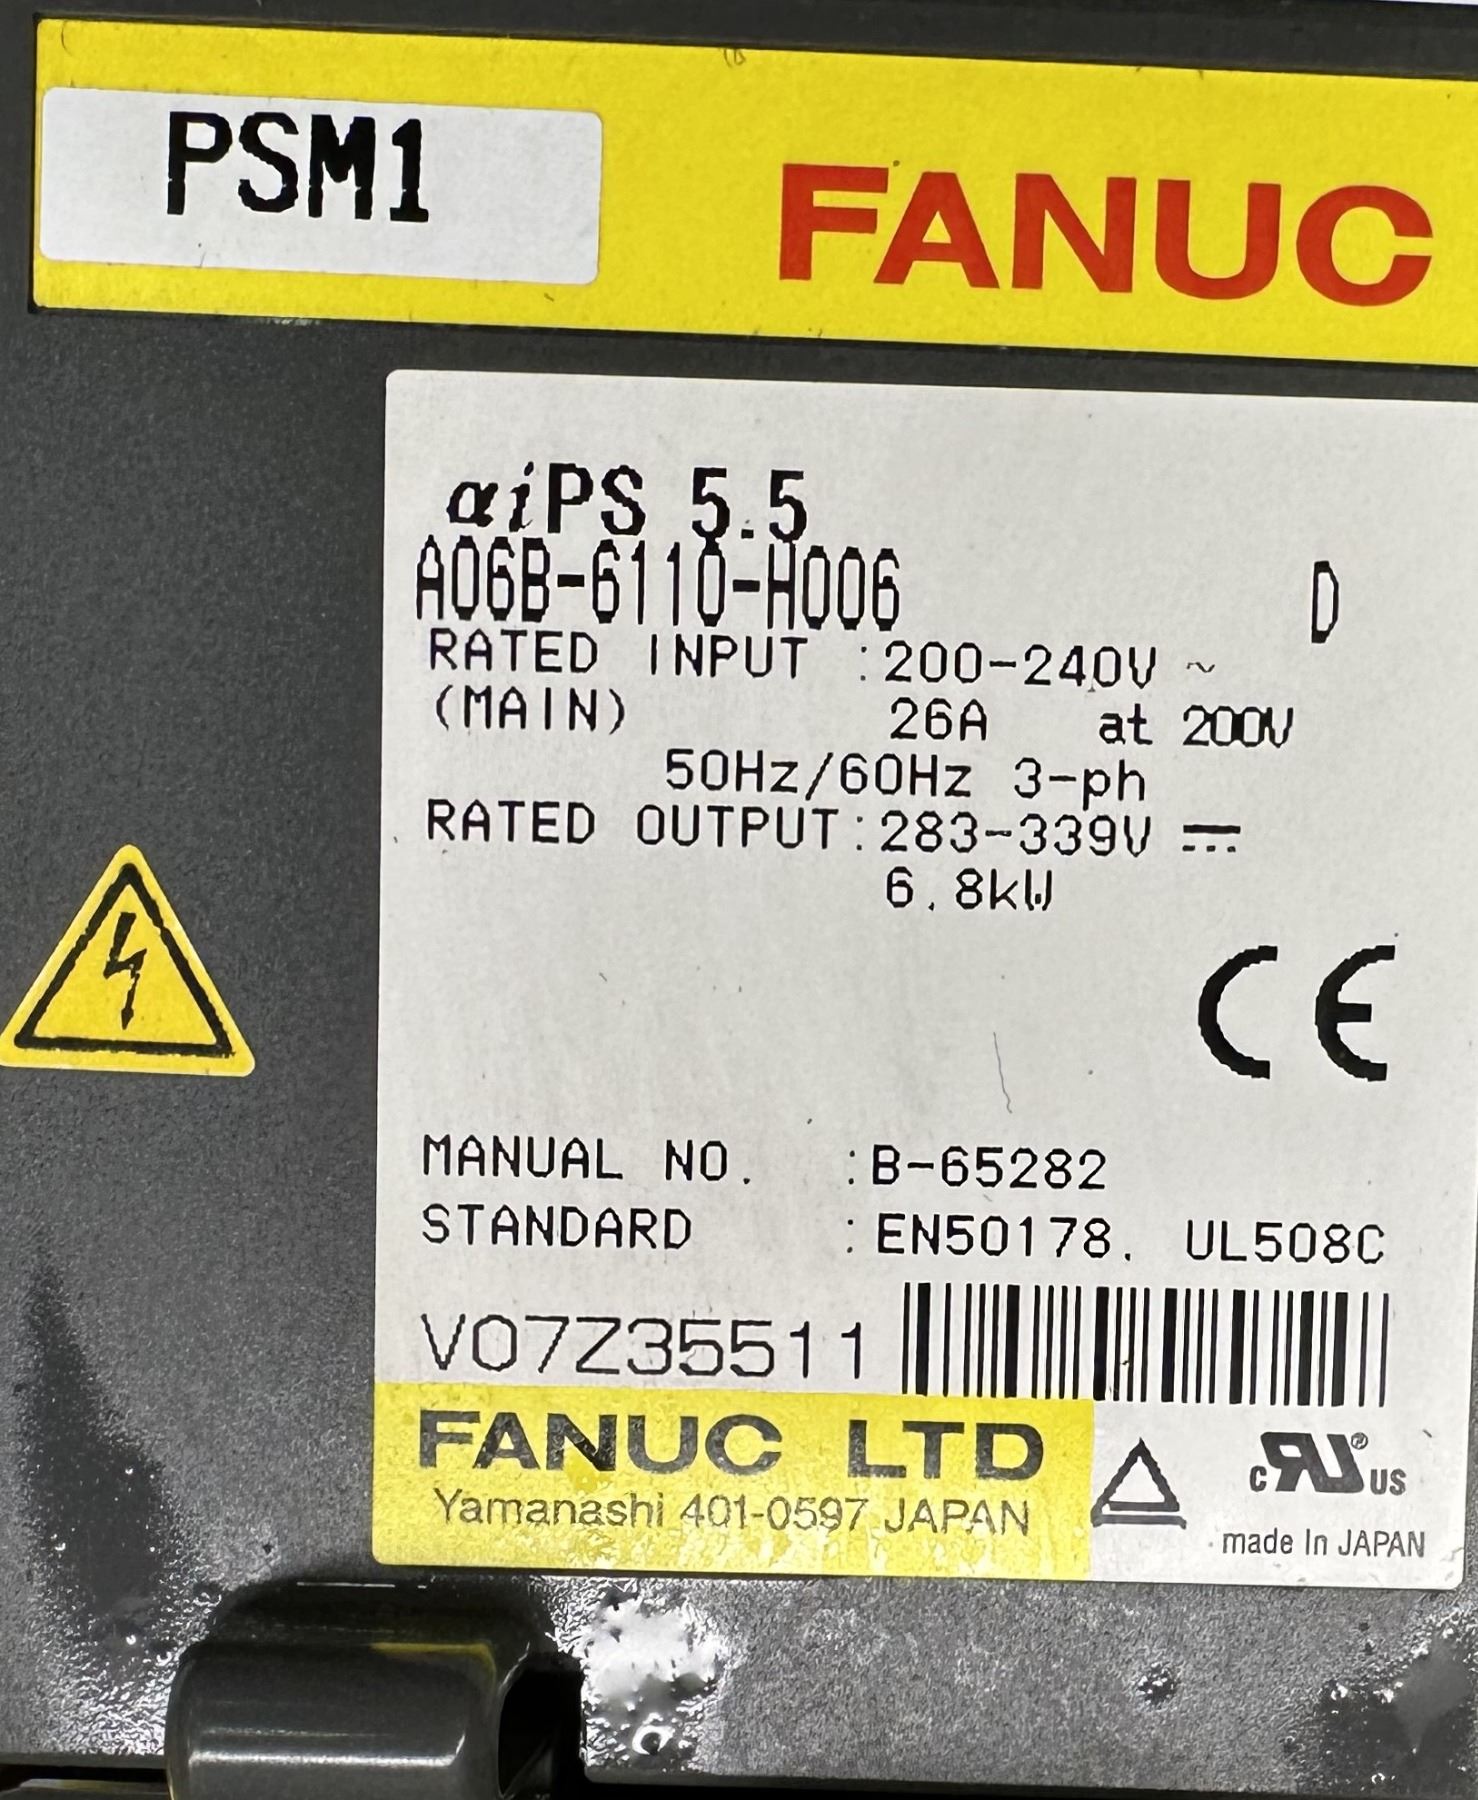 PSM1
FANUC
αiPS 5.5
A06B-6110-H006 D
RATED INPUT :200-240V ~
(MAIN) 26A at 200V
50Hz/60Hz 3-ph
RATED OUTPUT:283-339V ⎓
6.8kW
CE
MANUAL NO. :B-65282
STANDARD :EN50178. UL508C
V07Z35511
FANUC LTD
Yamanashi 401-0597 JAPAN
c RU ® US
made In JAPAN